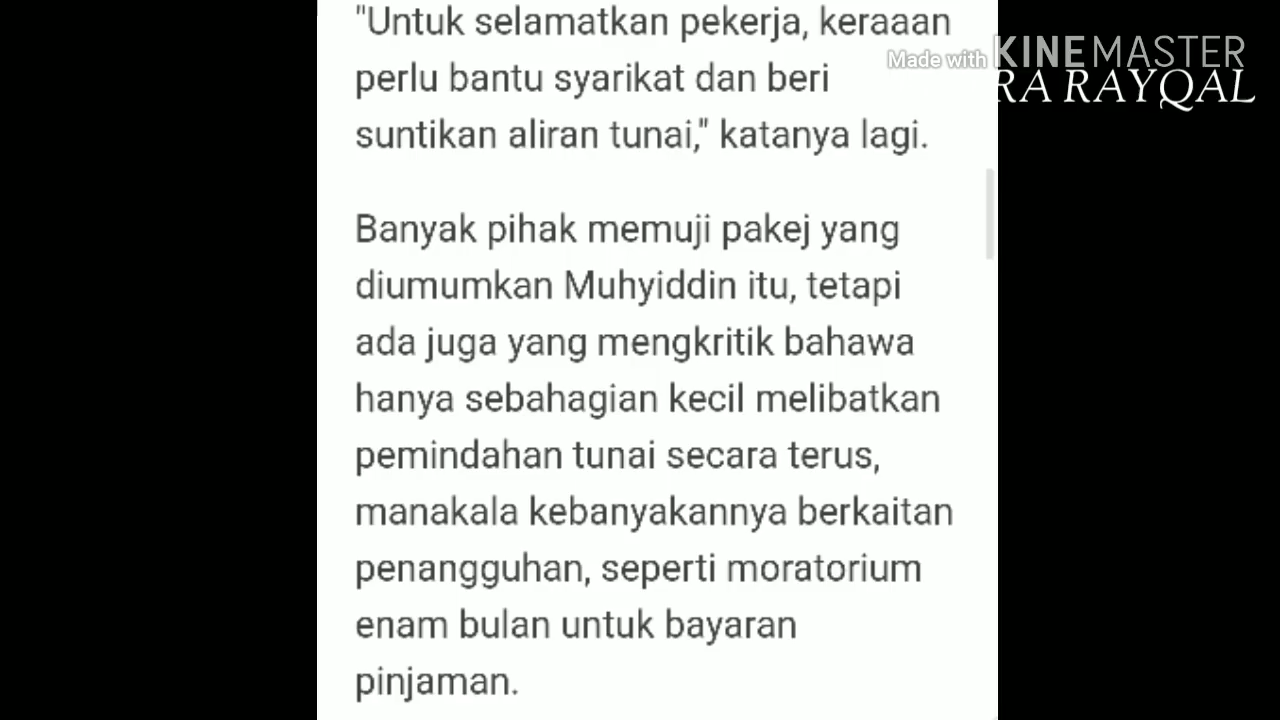 "Untuk selamatkan pekerja, keraaan
perlu bantu syarikat dan beri
suntikan aliran tunai," katanya lagi.
Made with KINEMASTER
RA RAYQAL
Banyak pihak memuji pakej yang
diumumkan Muhyiddin itu, tetapi
ada juga yang mengkritik bahawa
hanya sebahagian kecil melibatkan
pemindahan tunai secara terus,
manakala kebanyakannya berkaitan
penangguhan, seperti moratorium
enam bulan untuk bayaran
pinjaman.